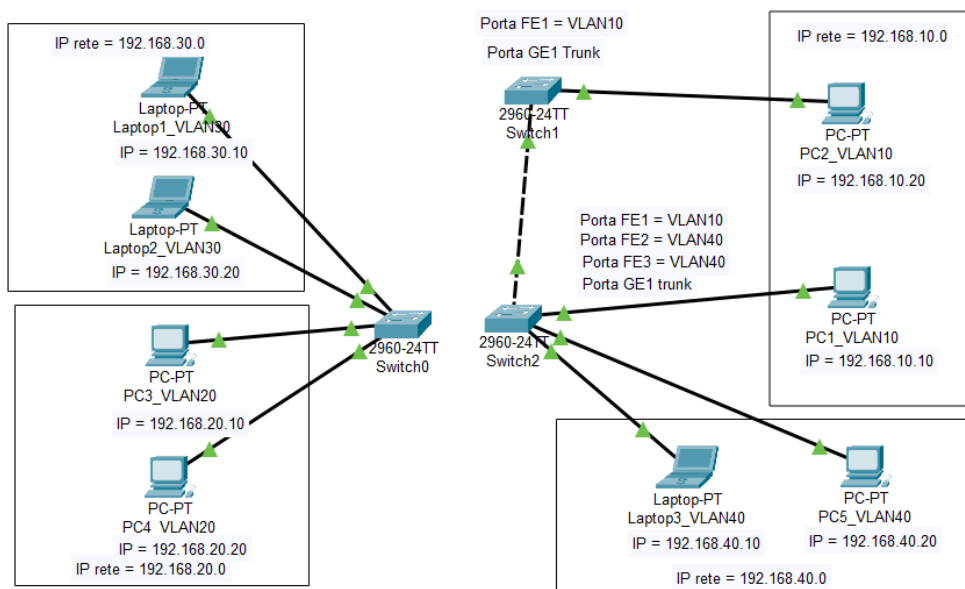 IP rete = 192.168.30.0
Laptop-PT
Laptop1_VLAN30
IP = 192.168.30.10
Laptop-PT
Laptop2_VLAN30
IP = 192.168.30.20
PC-PT
PC3_VLAN20
IP = 192.168.20.10
PC-PT
PC4_VLAN20
IP = 192.168.20.20
IP rete = 192.168.20.0
2960-24TT
Switch0
Porta FE1 = VLAN10
Porta GE1 Trunk
2960-24TT
Switch1
Porta FE1 = VLAN10
Porta FE2 = VLAN40
Porta FE3 = VLAN40
Porta GE1 trunk
2960-24TT
Switch2
IP rete = 192.168.10.0
PC-PT
PC2_VLAN10
IP = 192.168.10.20
PC-PT
PC1_VLAN10
IP = 192.168.10.10
Laptop-PT
Laptop3_VLAN40
IP = 192.168.40.10
PC-PT
PC5_VLAN40
IP = 192.168.40.20
IP rete = 192.168.40.0